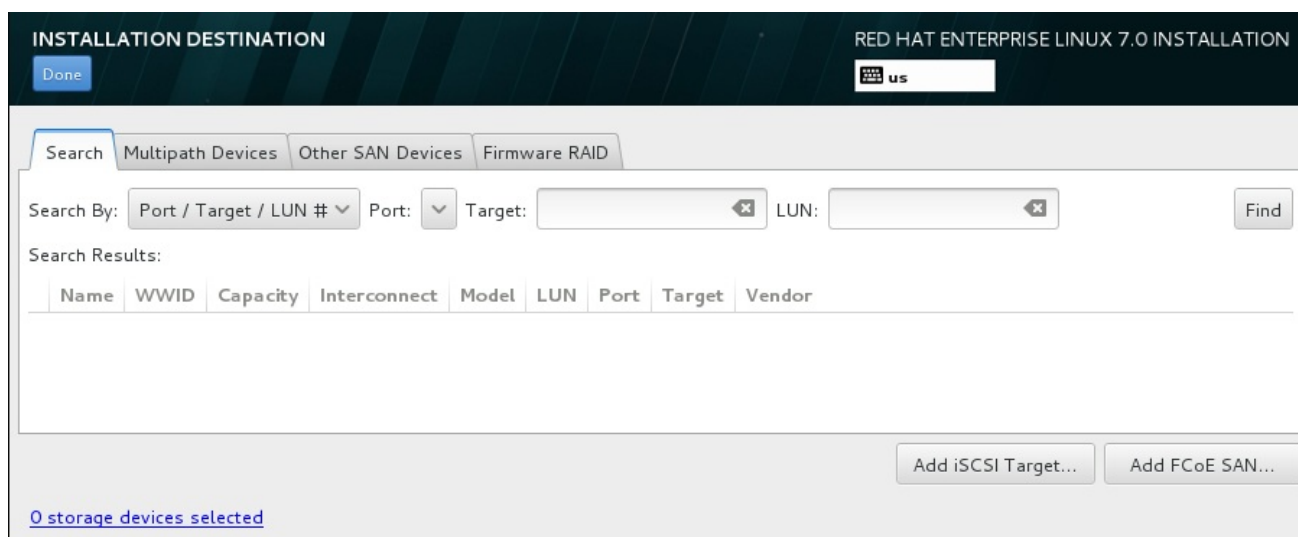 INSTALLATION DESTINATION
RED HAT ENTERPRISE LINUX 7.0 INSTALLATION
Done
us
Search Multipath Devices Other SAN Devices Firmware RAID
Search By: Port / Target / LUN # Port: Target: LUN: Find
Search Results:
Name WWID Capacity Interconnect Model LUN Port Target Vendor
Add iSCSI Target... Add FCoE SAN...
0 storage devices selected